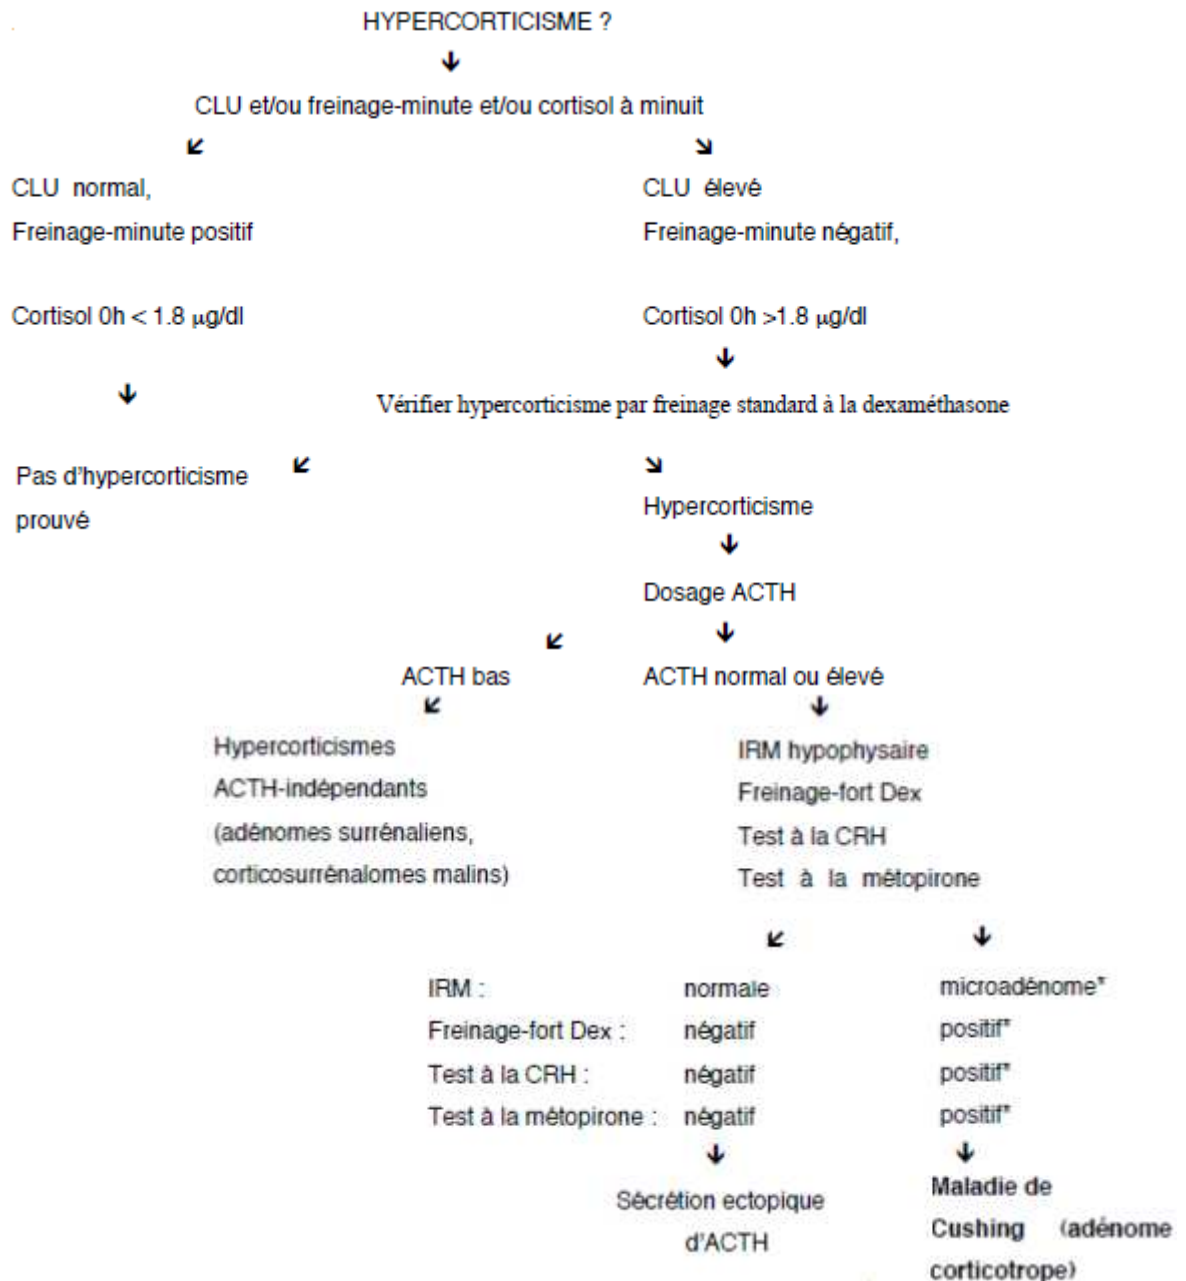 HYPERCORTICISME ?
CLU et/ou freinage-minute et/ou cortisol à minuit
CLU normal,
Freinage-minute positif
Cortisol 0h < 1.8 µg/dl
CLU élevé
Freinage-minute négatif,
Cortisol 0h >1.8 µg/dl
Vérifier hypercorticisme par freinage standard à la dexaméthasone
Pas d'hypercorticisme
prouvé
Hypercorticisme
Dosage ACTH
ACTH bas
ACTH normal ou élevé
Hypercorticismes
ACTH-indépendants
(adénomes surrénaliens,
corticosurrénalomes malins)
IRM hypophysaire
Freinage-fort Dex
Test à la CRH
Test à la métopirone
IRM : normale microadénome*
Freinage-fort Dex : négatif positif*
Test à la CRH : négatif positif*
Test à la métopirone : négatif positif*
Sécrétion ectopique
d'ACTH
Maladie de
Cushing (adénome
corticotrope)